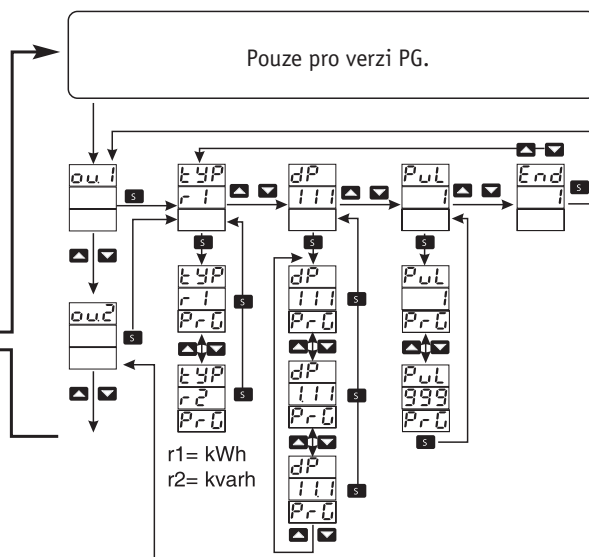 Pouze pro verzi PG.
ou.1
S
tYP
r1
dP
111
PuL
1
End
1
S
S
S
S
ou.2
S
tYP
r1
PrG
S
dP
111
PrG
S
PuL
1
PrG
tYP
r2
PrG
S
dP
1.11
PrG
S
PuL
999
PrG
S
r1= kWh
r2= kvarh
dP
11.1
PrG
S